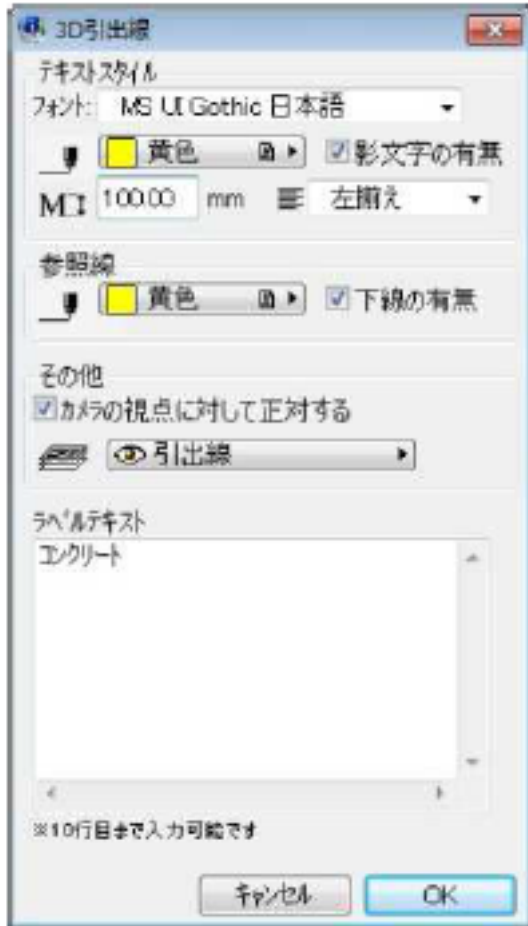 3D引出線
テキストスタイル
フォント: MS UI Gothic 日本語
黄色 影文字の有無
M 100.00 mm 左揃え
参照線
黄色 下線の有無
その他
カメラの視点に対して正対する
引出線
ラベルテキスト
コンクリート
※10行目まで入力可能です
キャンセル OK